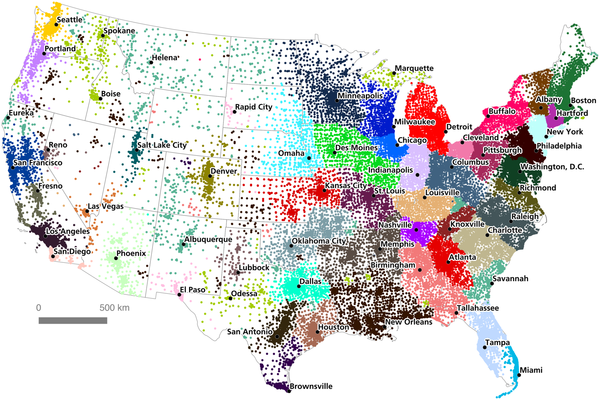 Seattle
Spokane
Portland
Helena
Marquette
Boise
Rapid City
Minneapolis
Albany
Boston
Buffalo
Hartford
Eureka
Milwaukee
Detroit
New York
Reno
Salt Lake City
Des Moines
Chicago
Cleveland
Philadelphia
Omaha
Pittsburgh
San Francisco
Denver
Indianapolis
Columbus
Washington, D.C.
Fresno
Kansas City
St. Louis
Louisville
Richmond
Las Vegas
Raleigh
Los Angeles
Albuquerque
Oklahoma City
Nashville
Knoxville
Charlotte
San Diego
Phoenix
Memphis
Lubbock
Birmingham
Atlanta
El Paso
Odessa
Dallas
Savannah
0
500 km
San Antonio
Houston
New Orleans
Tallahassee
Tampa
Brownsville
Miami